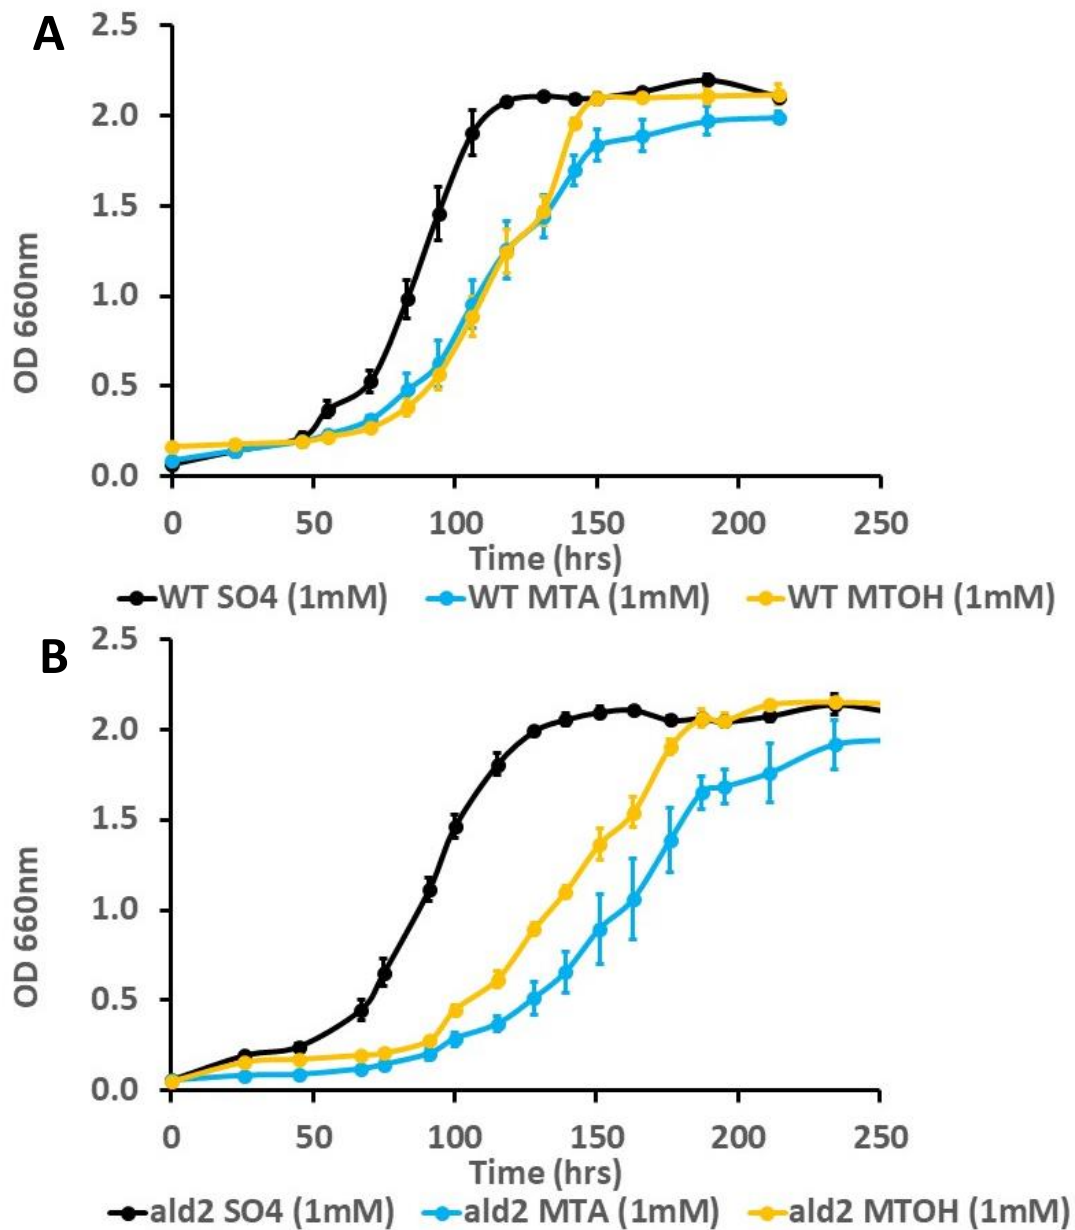 A
2.5
2.0
1.5
1.0
0.5
0.0
OD 660nm
0 50 100 150 200 250
Time (hrs)
WT SO4 (1mM) WT MTA (1mM) WT MTOH (1mM)
B
2.5
2.0
1.5
1.0
0.5
0.0
OD 660nm
0 50 100 150 200 250
Time (hrs)
ald2 SO4 (1mM) ald2 MTA (1mM) ald2 MTOH (1mM)